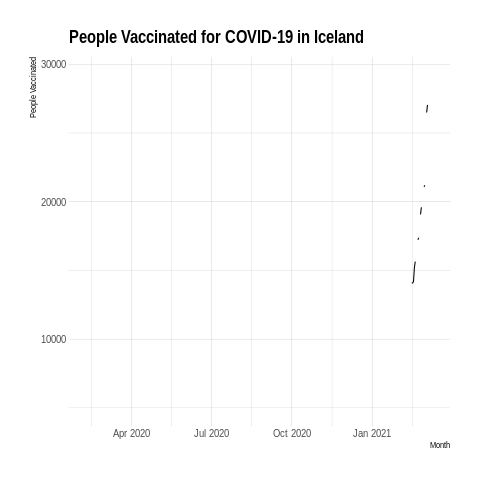 People Vaccinated for COVID-19 in Iceland
People Vaccinated
30000
20000
10000
Apr 2020
Jul 2020
Oct 2020
Jan 2021
Month